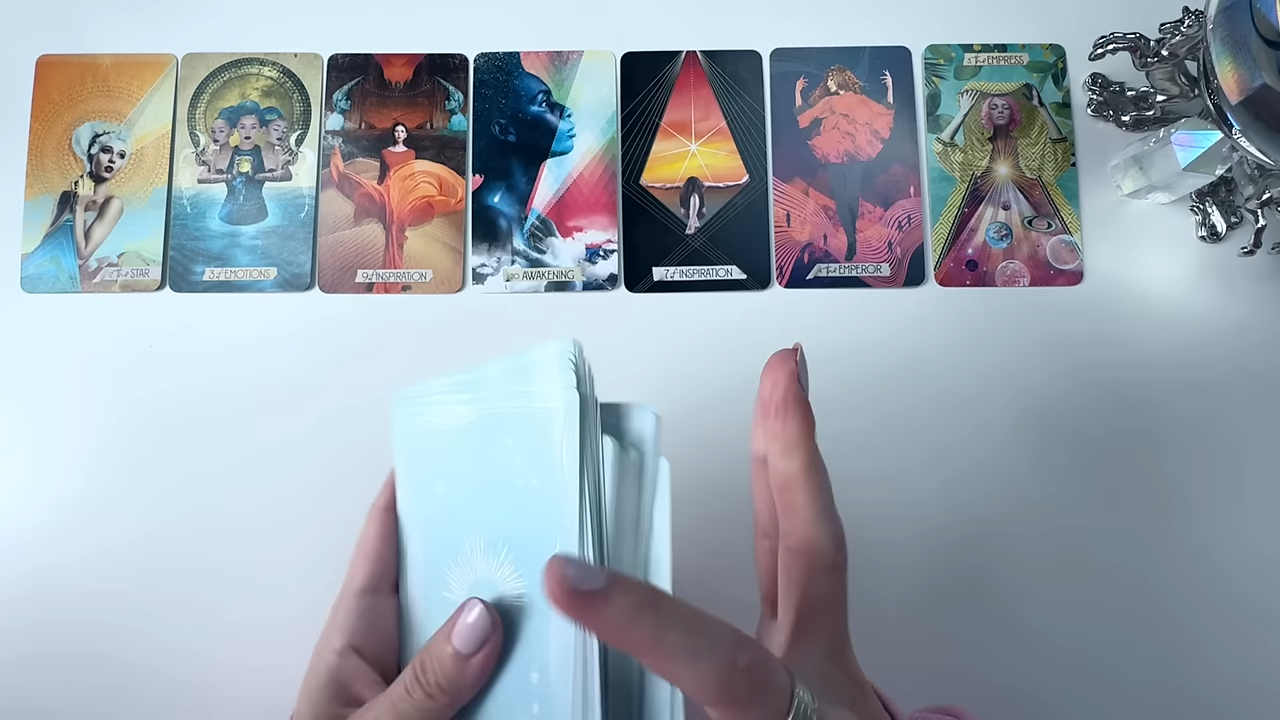 the STAR
3 of EMOTIONS
9 of INSPIRATION
20 AWAKENING
7 of INSPIRATION
the EMPEROR
3 the EMPRESS